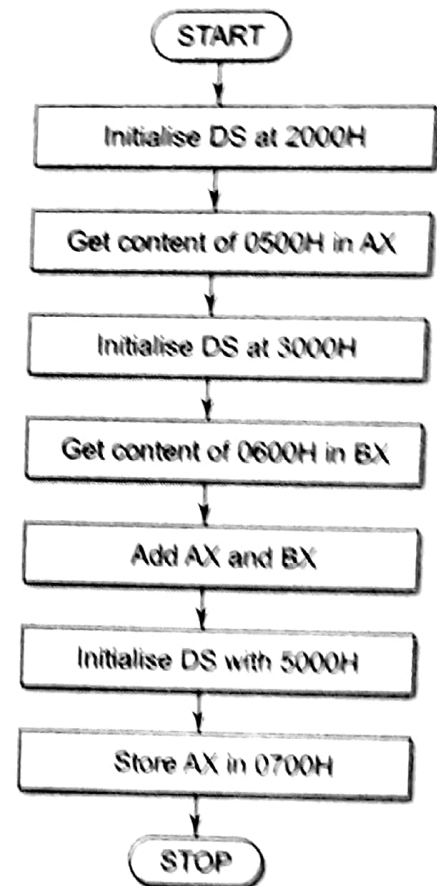 START
Initialise DS at 2000H
Get content of 0500H in AX
Initialise DS at 3000H
Get content of 0600H in BX
Add AX and BX
Initialise DS with 5000H
Store AX in 0700H
STOP